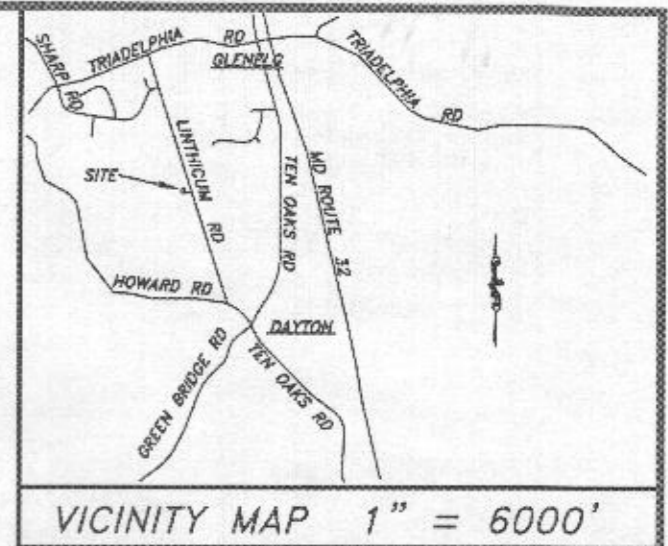 SHARP RD
TRIADELPHIA RD
GLENELG
TRIADELPHIA RD
LINTHICUM RD
SITE
TEN OAKS RD
MD ROUTE 32
HOWARD RD
DAYTON
GREEN BRIDGE RD
TEN OAKS RD
VICINITY MAP 1" = 6000'